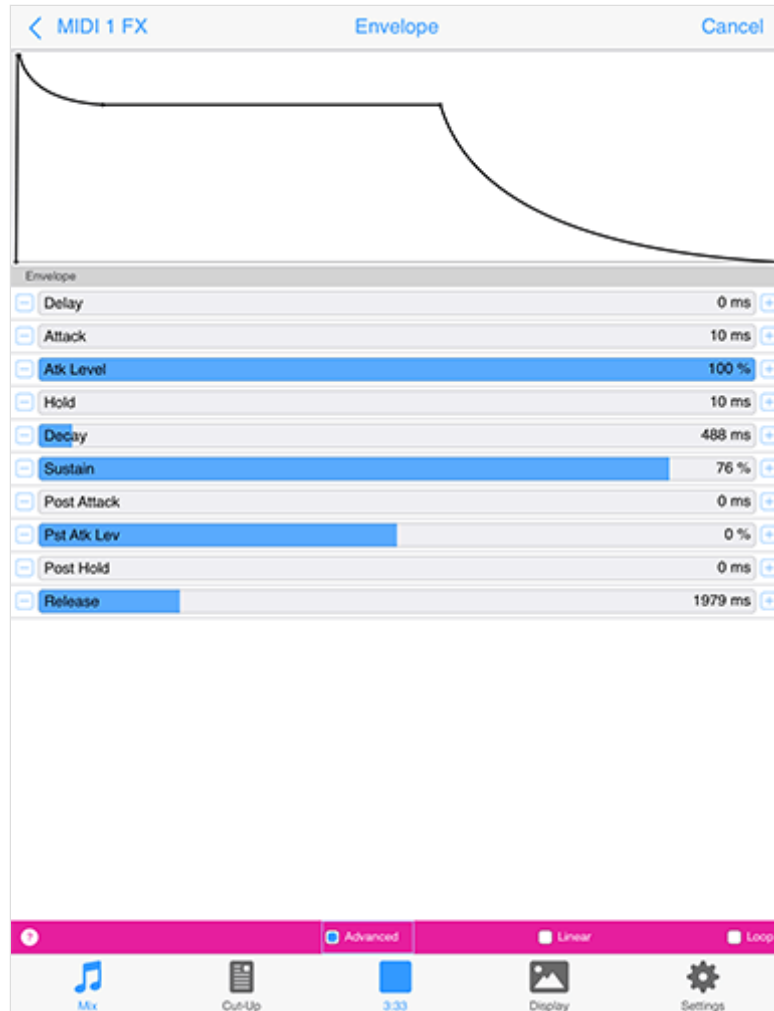 MIDI 1 FX Envelope Cancel
Envelope
Delay 0 ms
Attack 10 ms
Atk Level 100 %
Hold 10 ms
Decay 488 ms
Sustain 76 %
Post Attack 0 ms
Pst Atk Lev 0 %
Post Hold 0 ms
Release 1979 ms
? Advanced Linear Loop
Mix Cut-Up 3:33 Display Settings